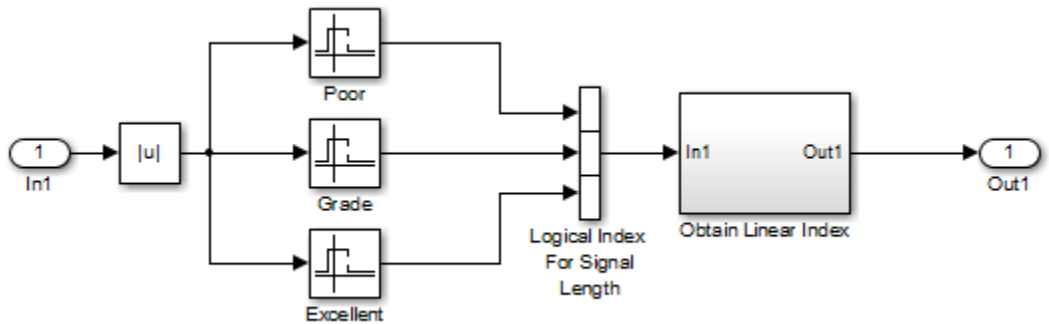 Poor
1
In1
|u|
Grade
Excellent
Logical Index
For Signal
Length
In1
Out1
Obtain Linear Index
1
Out1